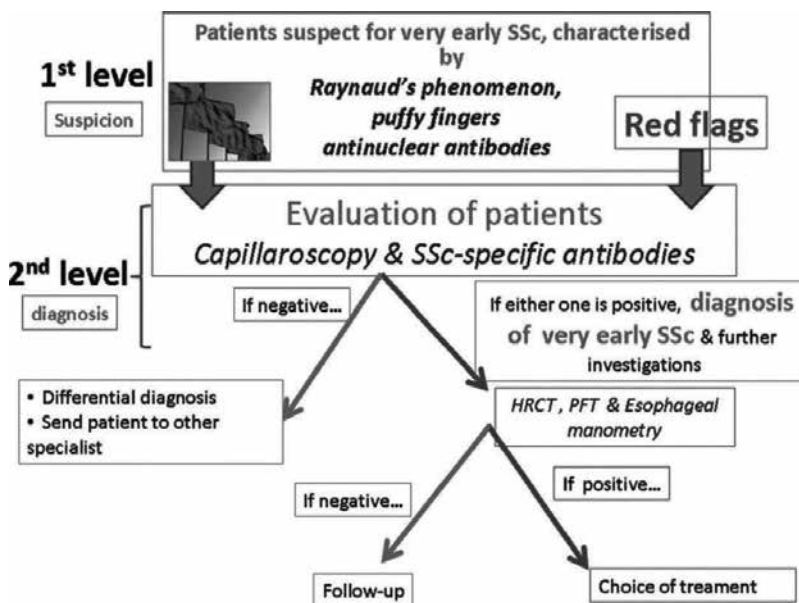 Patients suspect for very early SSc, characterised
by
1st level
Raynaud's phenomenon,
puffy fingers
antinuclear antibodies
Suspicion
Red flags
Evaluation of patients
Capillaroscopy & SSc-specific antibodies
2nd level
diagnosis
If negative...
If either one is positive, diagnosis
of very early SSc & further
investigations
• Differential diagnosis
• Send patient to other
specialist
HRCT, PFT & Esophageal
manometry
If negative...
If positive...
Follow-up
Choice of treament